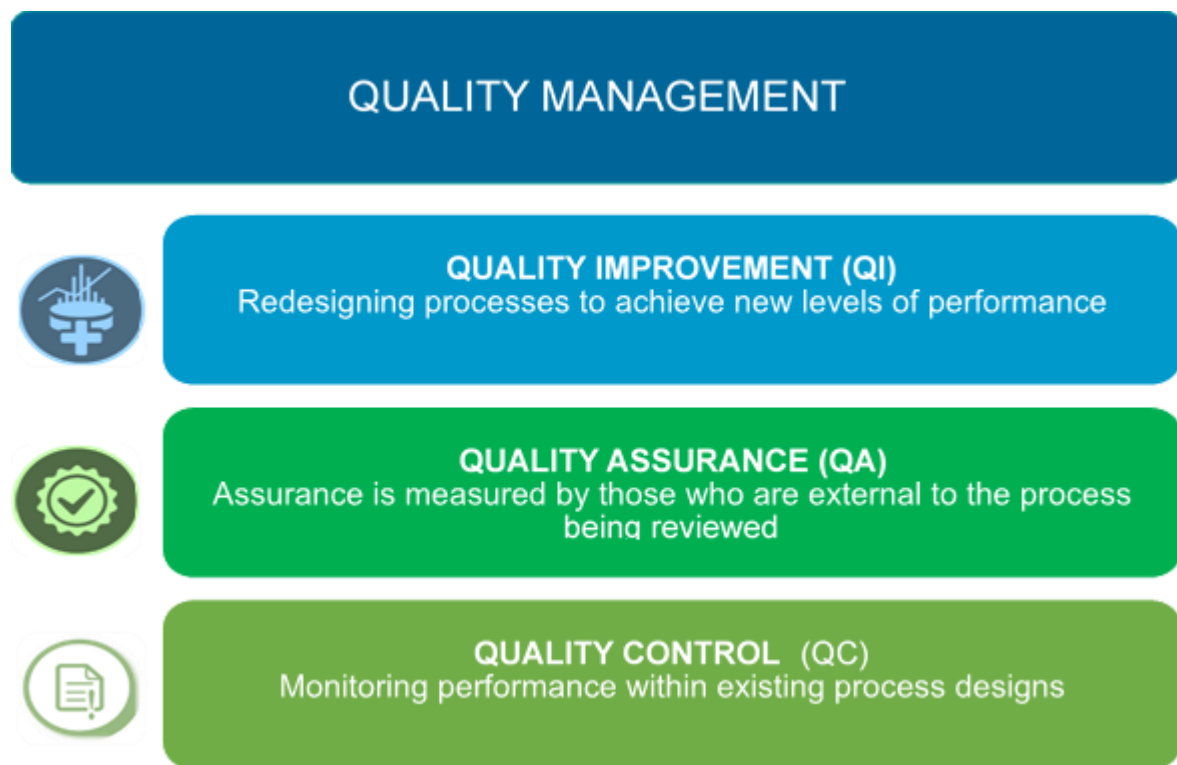 QUALITY MANAGEMENT
QUALITY IMPROVEMENT (QI)
Redesigning processes to achieve new levels of performance
QUALITY ASSURANCE (QA)
Assurance is measured by those who are external to the process
being reviewed
QUALITY CONTROL (QC)
Monitoring performance within existing process designs